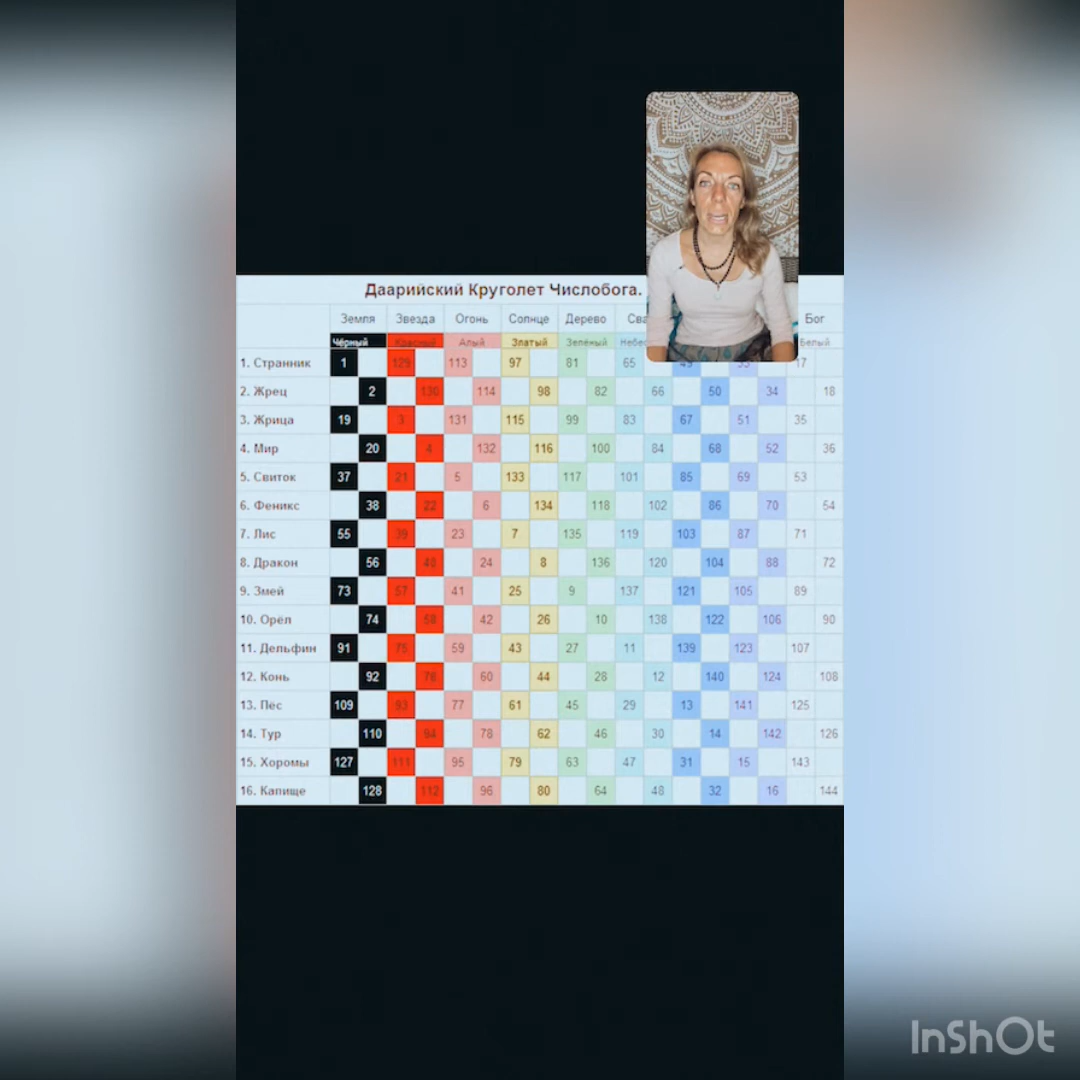 Даарийский Круголет Числобога.
Земля Звезда Огонь Солнце Дерево Сва Бог
Чёрный Красный Алый Златый Зелёный Небес Белый
1. Странник 1 129 113 97 81 65 49 33 17
2. Жрец 2 130 114 98 82 66 50 34 18
3. Жрица 19 3 131 115 99 83 67 51 35
4. Мир 20 4 132 116 100 84 68 52 36
5. Свиток 37 21 5 133 117 101 85 69 53
6. Феникс 38 22 6 134 118 102 86 70 54
7. Лис 55 39 23 7 135 119 103 87 71
8. Дракон 56 40 24 8 136 120 104 88 72
9. Змей 73 57 41 25 9 137 121 105 89
10. Орёл 74 58 42 26 10 138 122 106 90
11. Дельфин 91 75 59 43 27 11 139 123 107
12. Конь 92 76 60 44 28 12 140 124 108
13. Пёс 109 93 77 61 45 29 13 141 125
14. Тур 110 94 78 62 46 30 14 142 126
15. Хоромы 127 111 95 79 63 47 31 15 143
16. Капище 128 112 96 80 64 48 32 16 144
InShOt